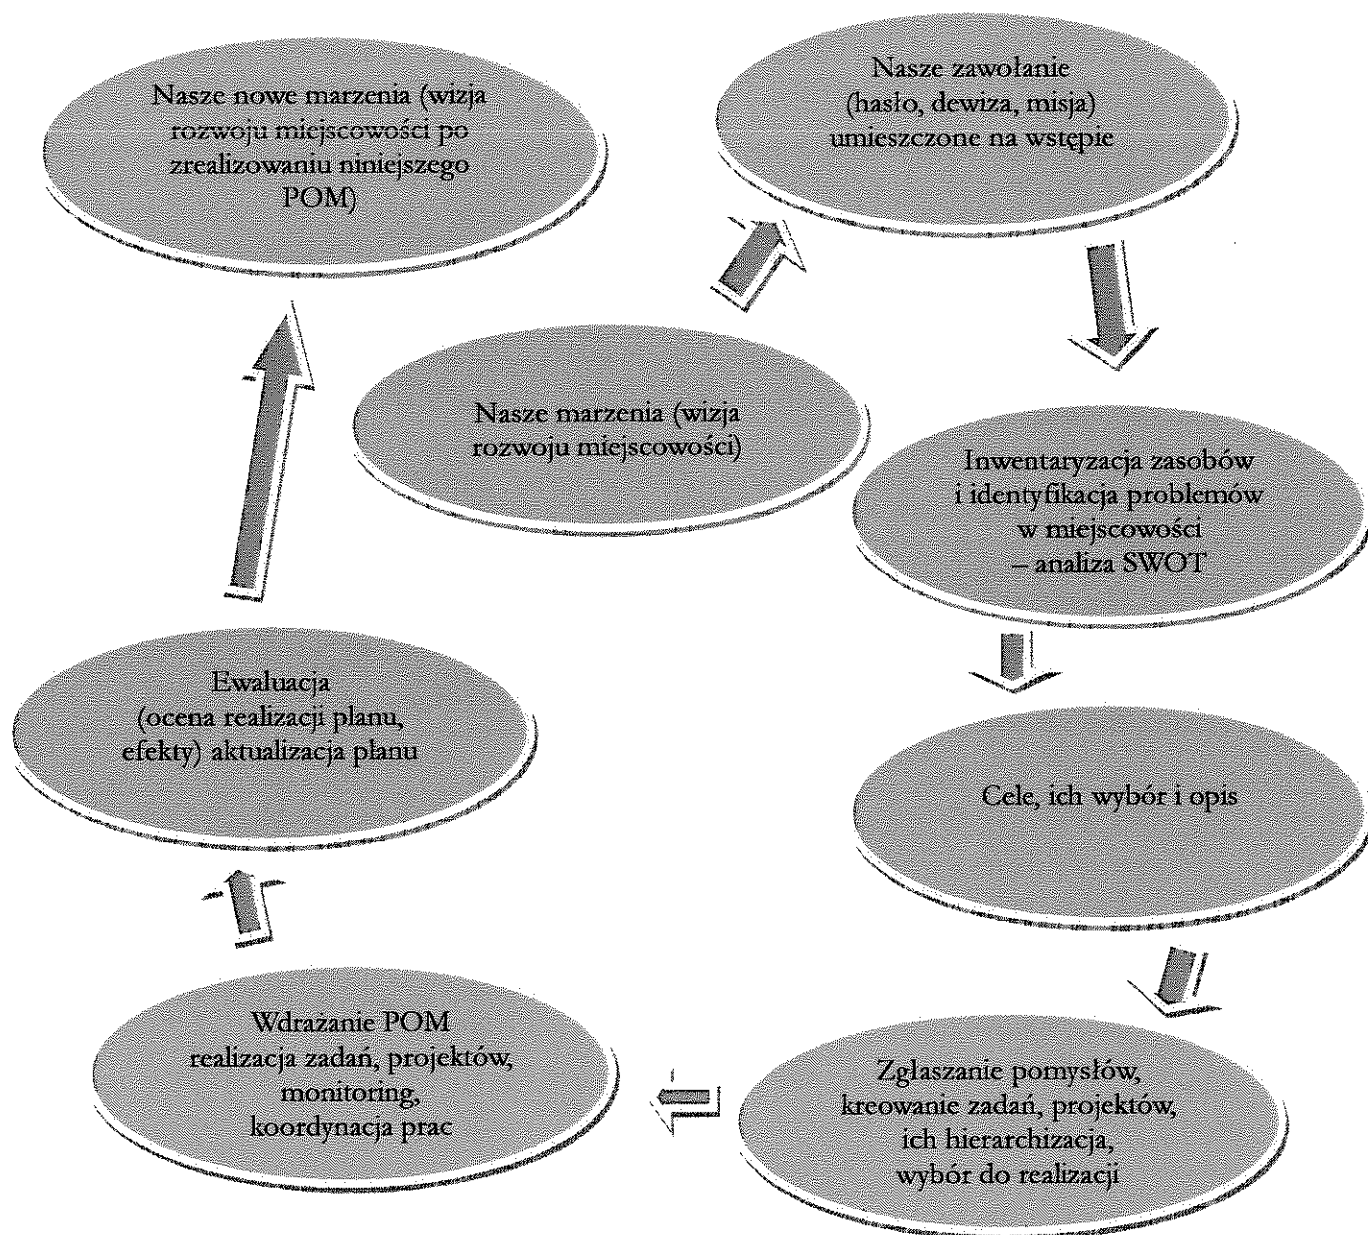 Nasze nowe marzenia (wizja
rozwoju miejscowości po
zrealizowaniu niniejszego
POM)
Nasze zawołanie
(hasło, dewiza, misja)
umieszczone na wstępie
Nasze marzenia (wizja
rozwoju miejscowości)
Inwentaryzacja zasobów
i identyfikacja problemów
w miejscowości
– analiza SWOT
Ewaluacja
(ocena realizacji planu,
efekty) aktualizacja planu
Cele, ich wybór i opis
Wdrażanie POM
realizacja zadań, projektów,
monitoring,
koordynacja prac
Zgłaszanie pomysłów,
kreowanie zadań, projektów,
ich hierarchizacja,
wybór do realizacji